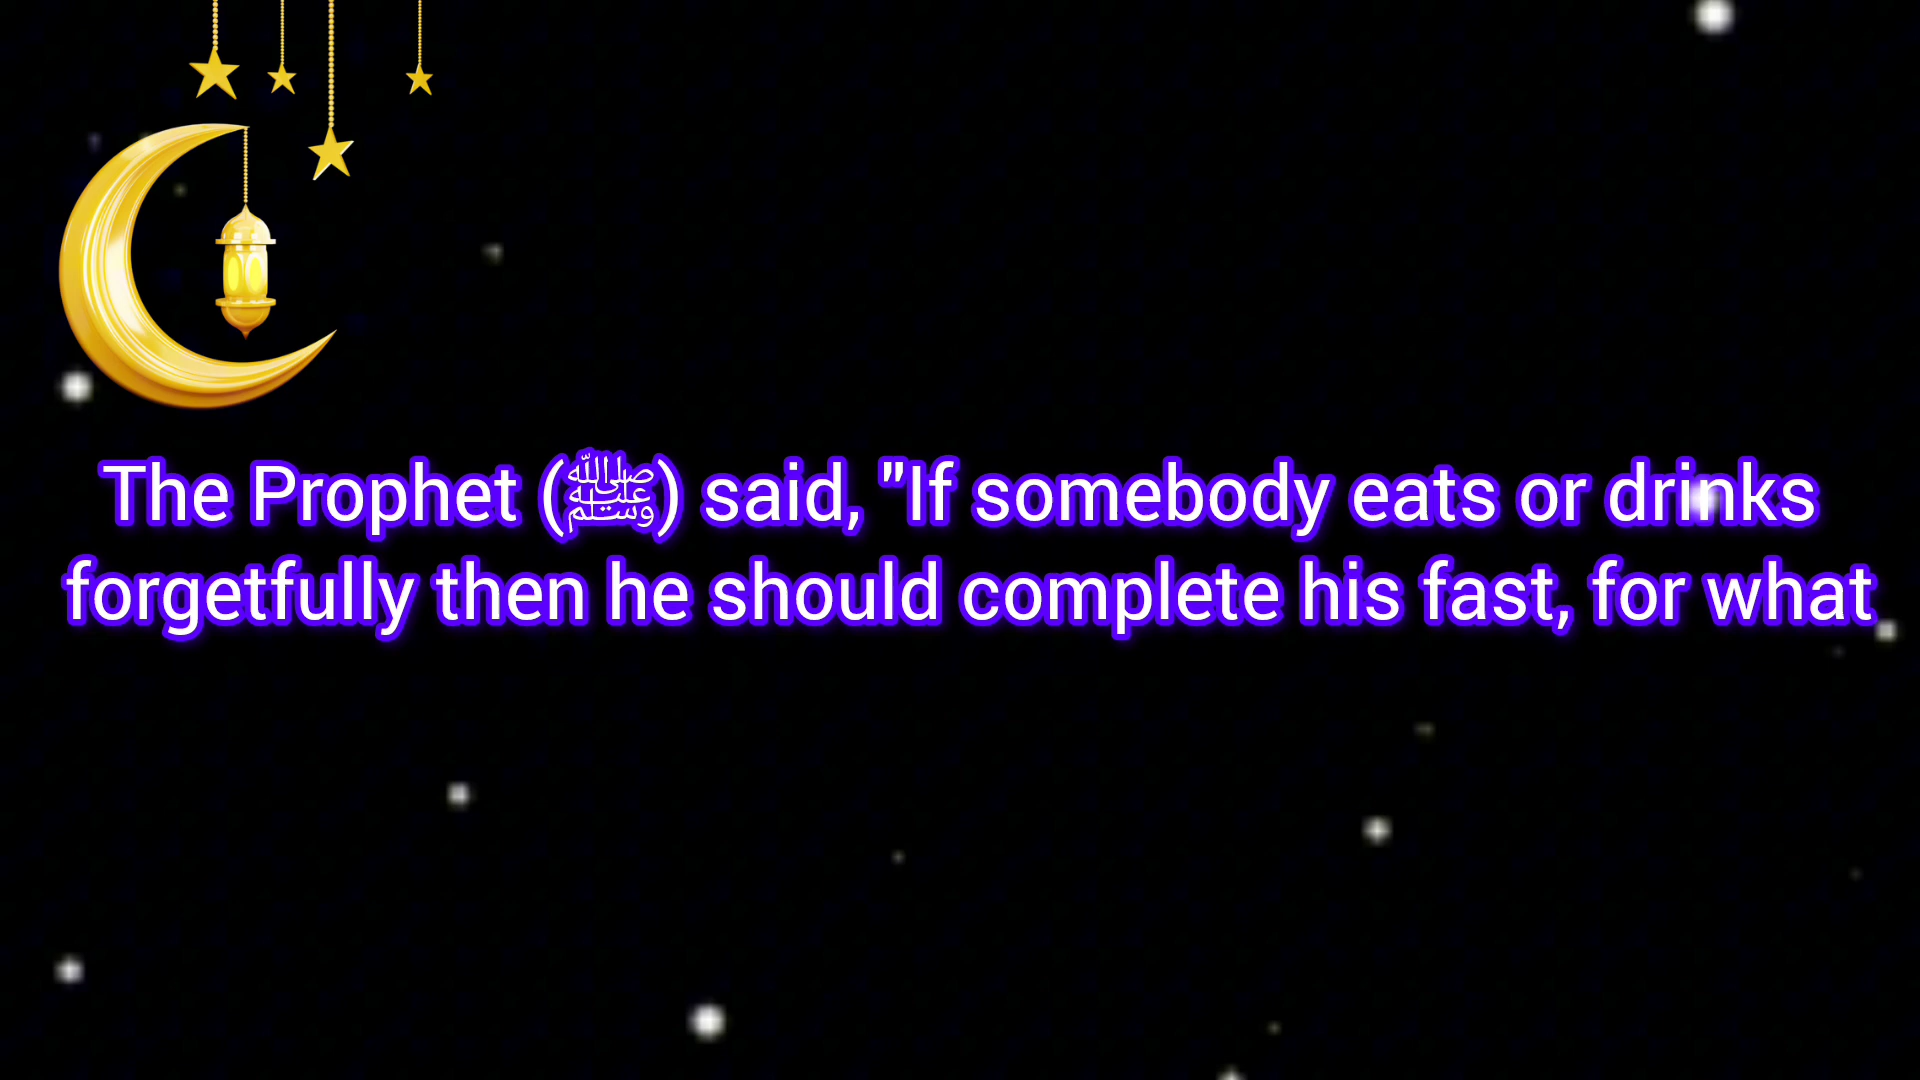 The Prophet (ﷺ) said, "If somebody eats or drinks
forgetfully then he should complete his fast, for what